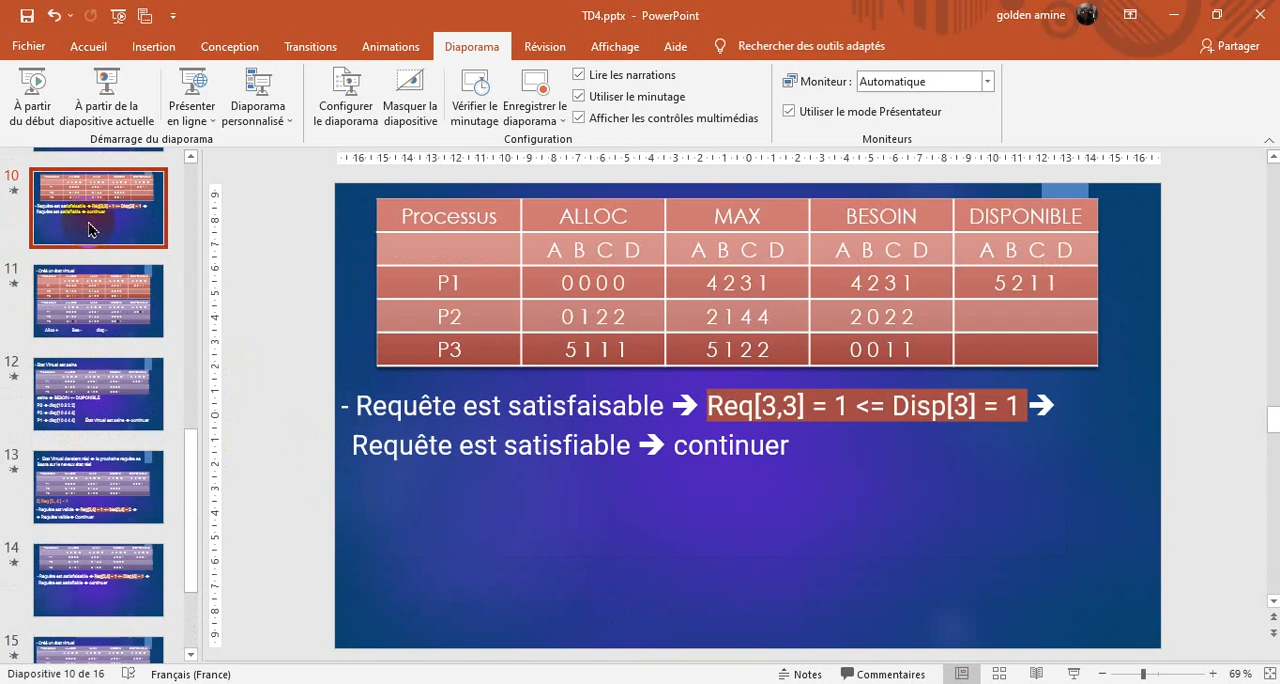 TD4.pptx - PowerPoint
golden amine
Fichier Accueil Insertion Conception Transitions Animations Diaporama Révision Affichage Aide Rechercher des outils adaptés Partager
À partir du début
À partir de la diapositive actuelle
Présenter en ligne
Diaporama personnalisé
Démarrage du diaporama
Configurer le diaporama
Masquer la diapositive
Vérifier le minutage
Enregistrer le diaporama
Lire les narrations
Utiliser le minutage
Afficher les contrôles multimédias
Configuration
Moniteur : Automatique
Utiliser le mode Présentateur
Moniteurs
10
11
12
13
14
15
Processus ALLOC MAX BESOIN DISPONIBLE
A B C D A B C D A B C D A B C D
P1 0 0 0 0 4 2 3 1 4 2 3 1 5 2 1 1
P2 0 1 2 2 2 1 4 4 2 0 2 2
P3 5 1 1 1 5 1 2 2 0 0 1 1
- Requête est satisfaisable ➔ Req[3,3] = 1 <= Disp[3] = 1 ➔
Requête est satisfiable ➔ continuer
Diapositive 10 de 16 Français (France) Notes Commentaires 69 %